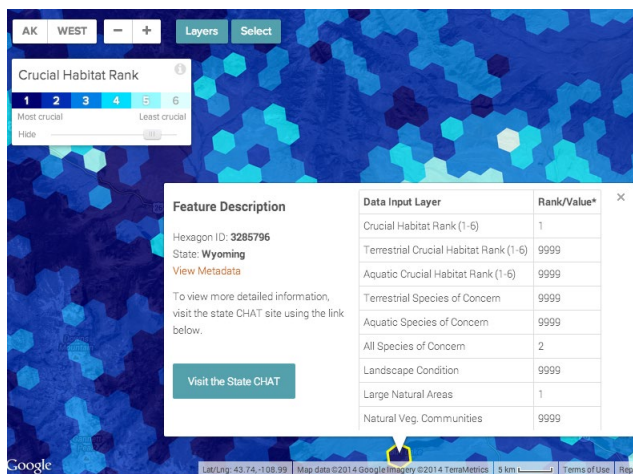 AK WEST − + Layers Select
Crucial Habitat Rank
1 2 3 4 5 6
Most crucial Least crucial
Hide
Feature Description
Hexagon ID: 3285796
State: Wyoming
View Metadata
To view more detailed information,
visit the state CHAT site using the link
below.
Visit the State CHAT
Data Input Layer Rank/Value*
Crucial Habitat Rank (1-6) 1
Terrestrial Crucial Habitat Rank (1-6) 9999
Aquatic Crucial Habitat Rank (1-6) 9999
Terrestrial Species of Concern 9999
Aquatic Species of Concern 9999
All Species of Concern 2
Landscape Condition 9999
Large Natural Areas 1
Natural Veg. Communities 9999
Google Lat/Lng: 43.74, -108.99 Map data ©2014 Google Imagery ©2014 TerraMetrics 5 km Terms of Use